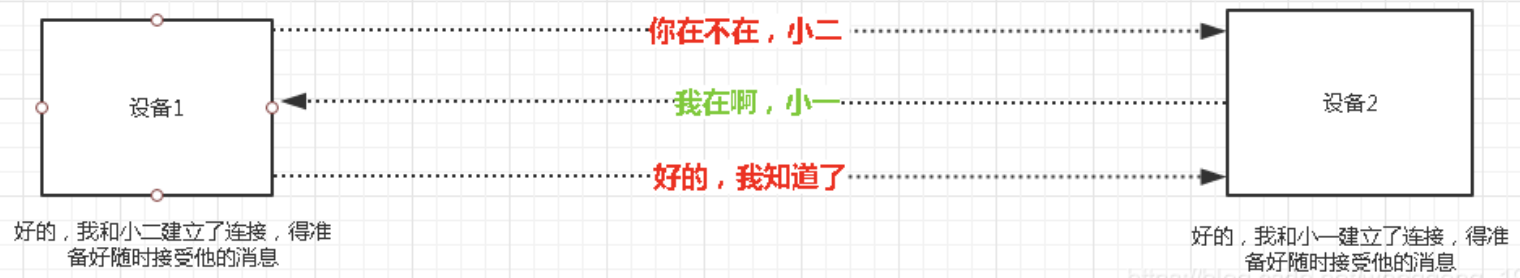 你在不在，小二
我在啊，小一
好的，我知道了
设备1
设备2
好的，我和小二建立了连接，得准
备好随时接受他的消息
好的，我和小一建立了连接，得准
备好随时接受他的消息